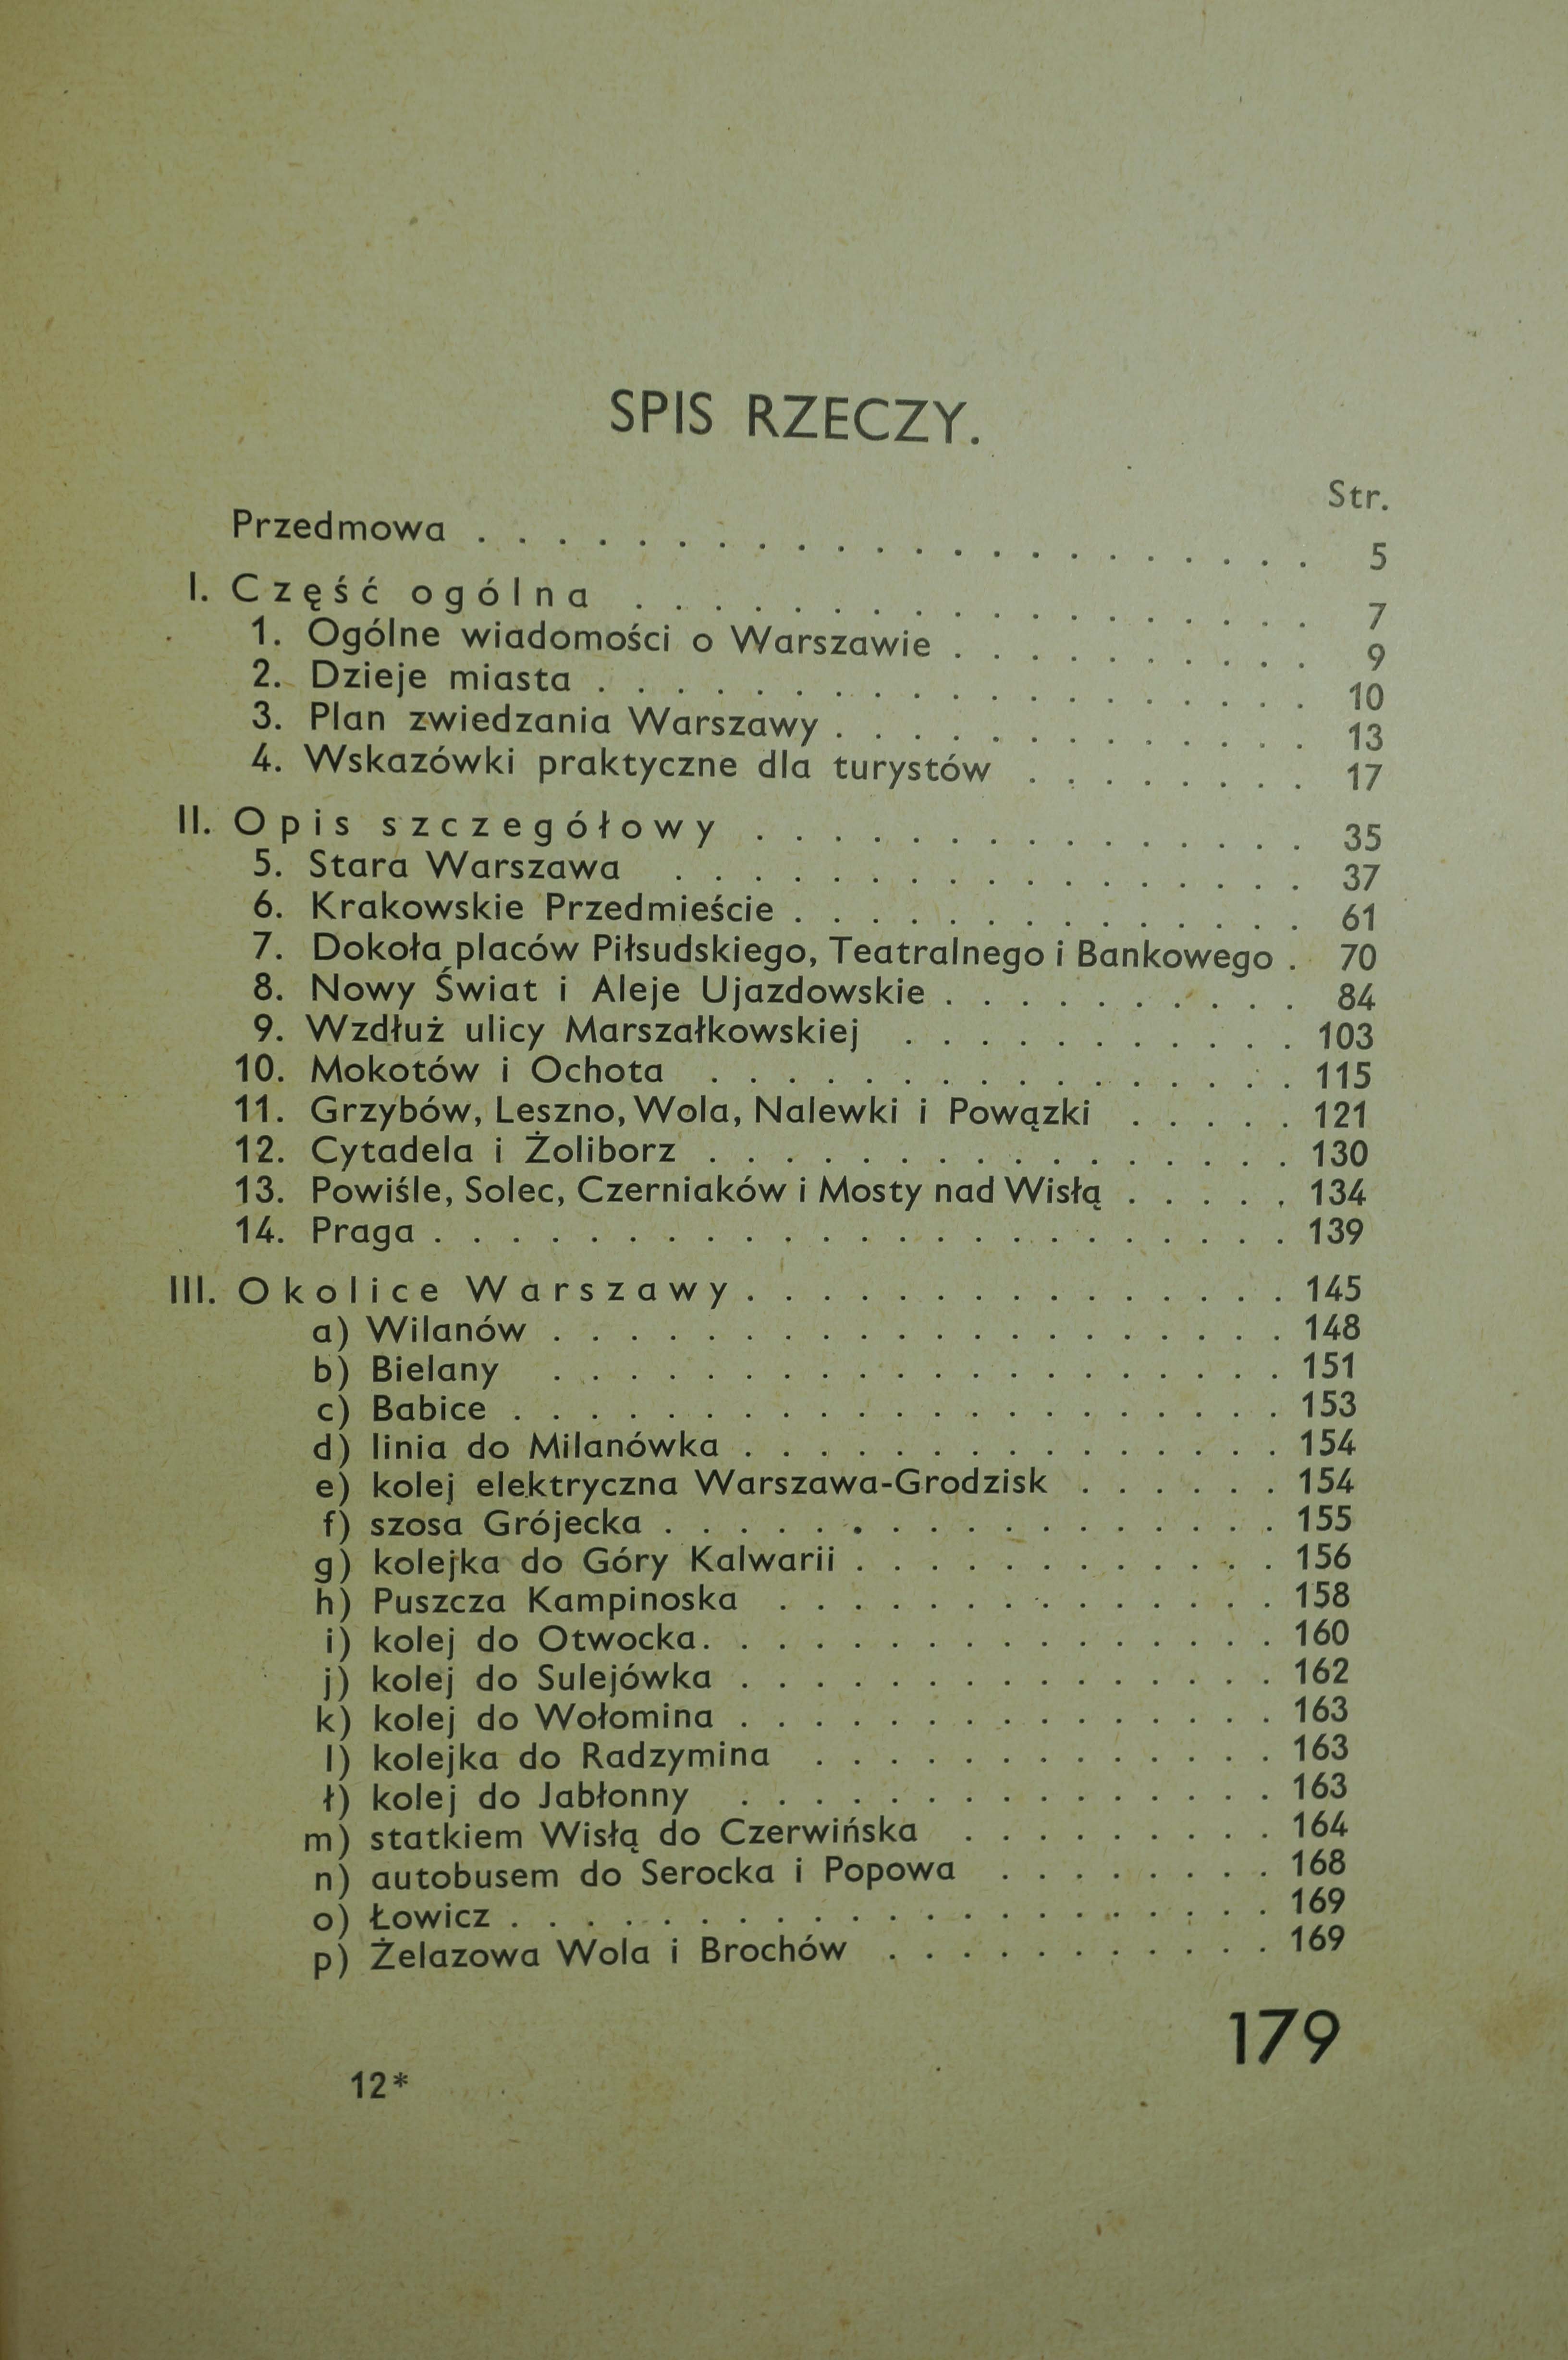 SPIS RZECZY.
Str.
Przedmowa . . . . . . . . . . . . . . . . . . . . . . 5
I. Część ogólna . . . . . . . . . . . . . . . . . . 7
1. Ogólne wiadomości o Warszawie . . . . . . . . . . 9
2. Dzieje miasta . . . . . . . . . . . . . . . . . . . 10
3. Plan zwiedzania Warszawy . . . . . . . . . . . . . 13
4. Wskazówki praktyczne dla turystów . . . . . . . . 17
II. Opis szczegółowy . . . . . . . . . . . . . . . 35
5. Stara Warszawa . . . . . . . . . . . . . . . . . 37
6. Krakowskie Przedmieście . . . . . . . . . . . . . . 61
7. Dokoła placów Piłsudskiego, Teatralnego i Bankowego . 70
8. Nowy Świat i Aleje Ujazdowskie . . . . . . . . . . 84
9. Wzdłuż ulicy Marszałkowskiej . . . . . . . . . . . 103
10. Mokotów i Ochota . . . . . . . . . . . . . . . . 115
11. Grzybów, Leszno, Wola, Nalewki i Powązki . . . . . 121
12. Cytadela i Żoliborz . . . . . . . . . . . . . . . . 130
13. Powiśle, Solec, Czerniaków i Mosty nad Wisłą . . . . . 134
14. Praga . . . . . . . . . . . . . . . . . . . . . . . 139
III. Okolice Warszawy . . . . . . . . . . . . . . . 145
a) Wilanów . . . . . . . . . . . . . . . . . . . . 148
b) Bielany . . . . . . . . . . . . . . . . . . . . 151
c) Babice . . . . . . . . . . . . . . . . . . . . . 153
d) linia do Milanówka . . . . . . . . . . . . . . . 154
e) kolej elektryczna Warszawa-Grodzisk . . . . . . 154
f) szosa Grójecka . . . . . . . . . . . . . . . . . 155
g) kolejka do Góry Kalwarii . . . . . . . . . . . . 156
h) Puszcza Kampinoska . . . . . . . . . . . . . . 158
i) kolej do Otwocka . . . . . . . . . . . . . . . . 160
j) kolej do Sulejówka . . . . . . . . . . . . . . . 162
k) kolej do Wołomina . . . . . . . . . . . . . . . 163
l) kolejka do Radzymina . . . . . . . . . . . . . 163
ł) kolej do Jabłonny . . . . . . . . . . . . . . . 163
m) statkiem Wisłą do Czerwińska . . . . . . . . . 164
n) autobusem do Serocka i Popowa . . . . . . . . 168
o) Łowicz . . . . . . . . . . . . . . . . . . . . . 169
p) Żelazowa Wola i Brochów . . . . . . . . . . . 169
179
12*